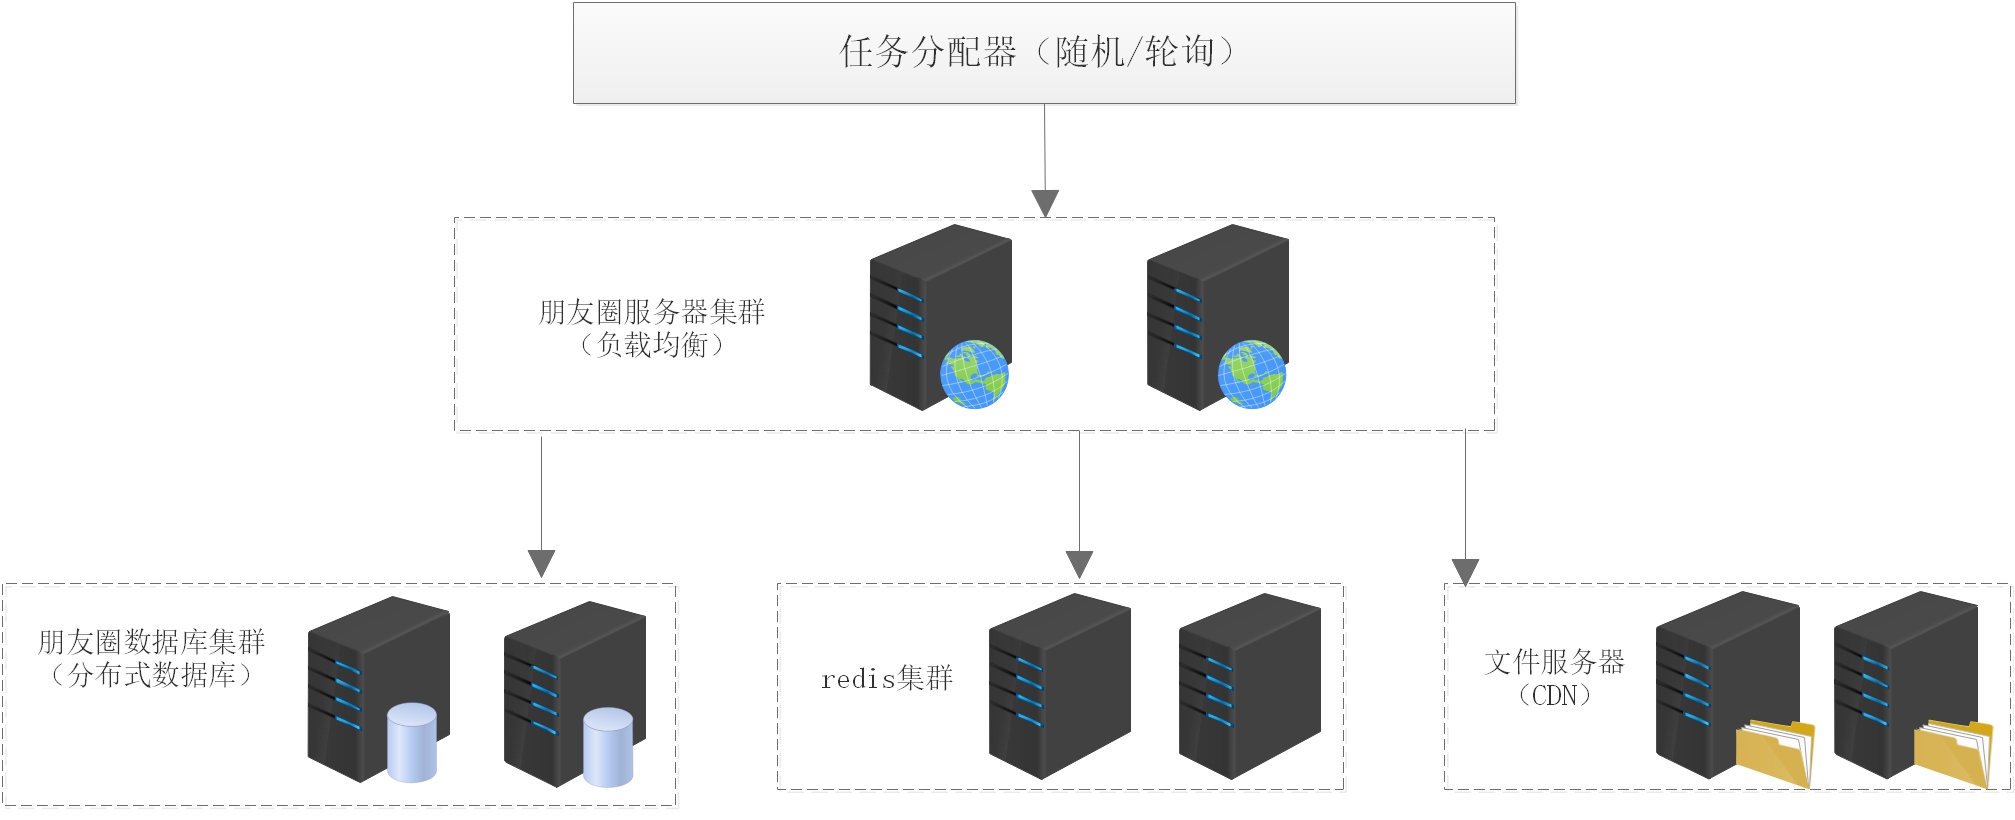 任务分配器（随机/轮询）
朋友圈服务器集群
（负载均衡）
朋友圈数据库集群
（分布式数据库）
redis集群
文件服务器
（CDN）